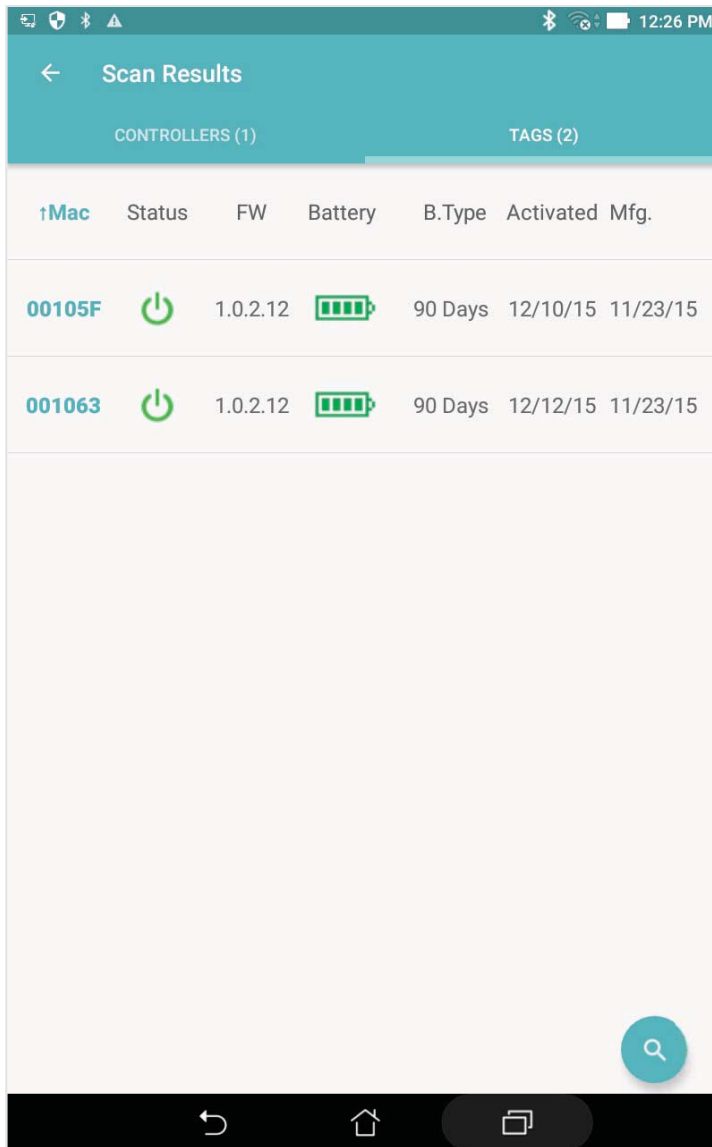 12:26 PM
Scan Results
CONTROLLERS (1) TAGS (2)
↑Mac Status FW Battery B.Type Activated Mfg.
00105F 1.0.2.12 90 Days 12/10/15 11/23/15
001063 1.0.2.12 90 Days 12/12/15 11/23/15